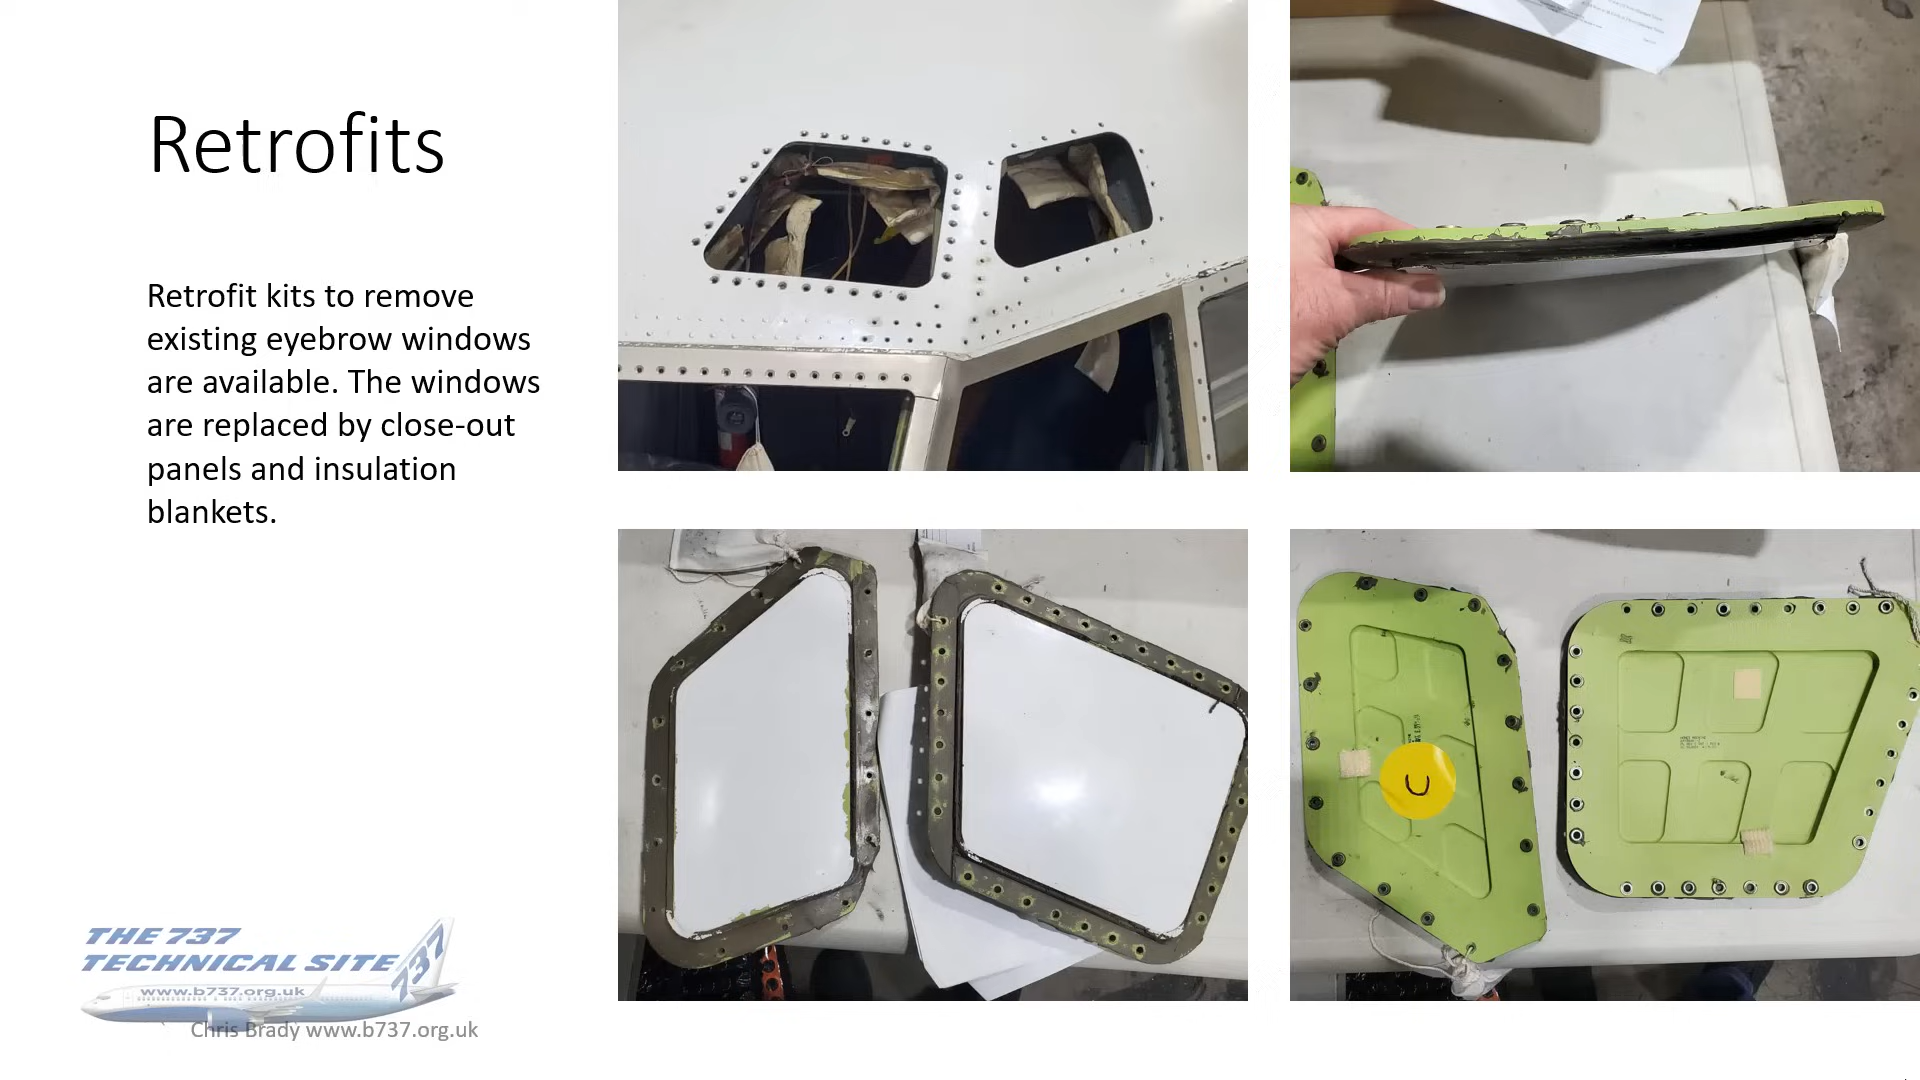 Retrofits
Retrofit kits to remove
existing eyebrow windows
are available. The windows
are replaced by close-out
panels and insulation
blankets.
THE 737
TECHNICAL SITE
737
www.b737.org.uk
Chris Brady www.b737.org.uk
U